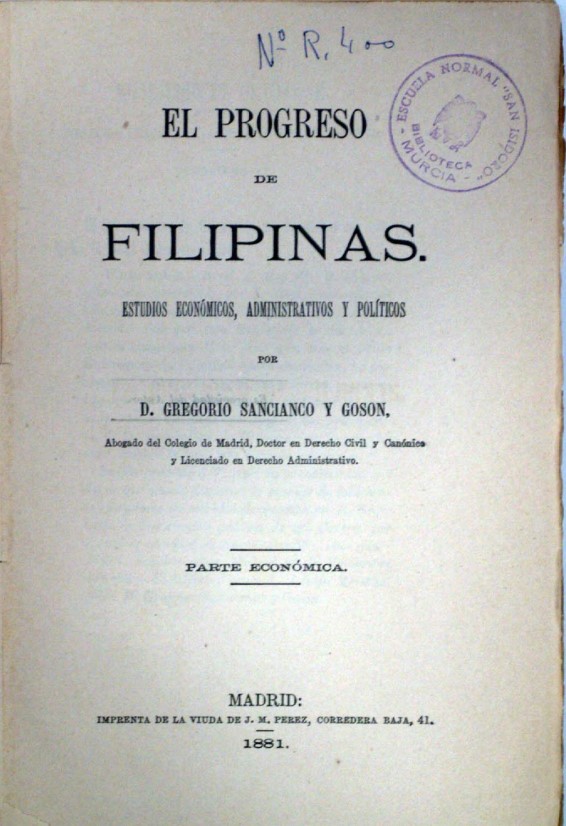 Nº R. 400
ESCUELA NORMAL "SAN ISIDORO"
BIBLIOTECA
- MURCIA -
EL PROGRESO
DE
FILIPINAS.
ESTUDIOS ECONÓMICOS, ADMINISTRATIVOS Y POLÍTICOS
POR
D. GREGORIO SANCIANCO Y GOSON,
Abogado del Colegio de Madrid, Doctor en Derecho Civil y Canónico
y Licenciado en Derecho Administrativo.
PARTE ECONÓMICA.
MADRID:
IMPRENTA DE LA VIUDA DE J. M. PEREZ, CORREDERA BAJA, 41.
1881.